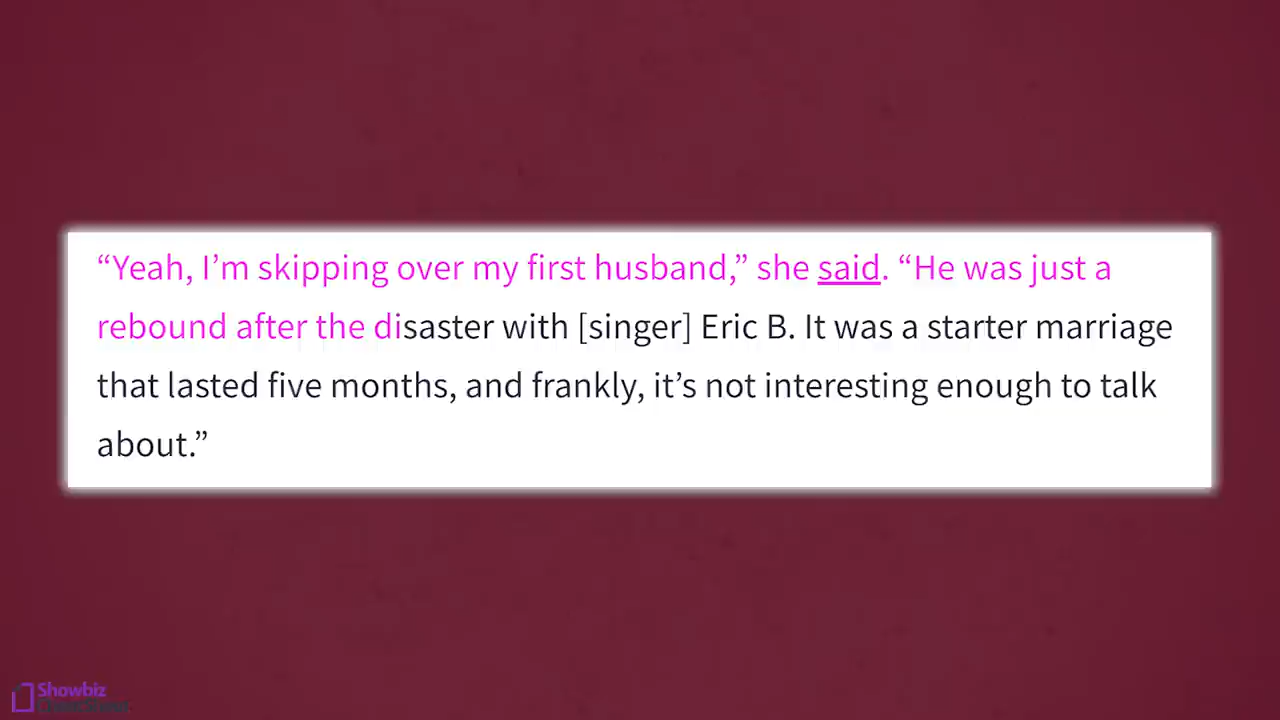 “Yeah, I’m skipping over my first husband,” she said. “He was just a
rebound after the disaster with [singer] Eric B. It was a starter marriage
that lasted five months, and frankly, it’s not interesting enough to talk
about.”
Showbiz